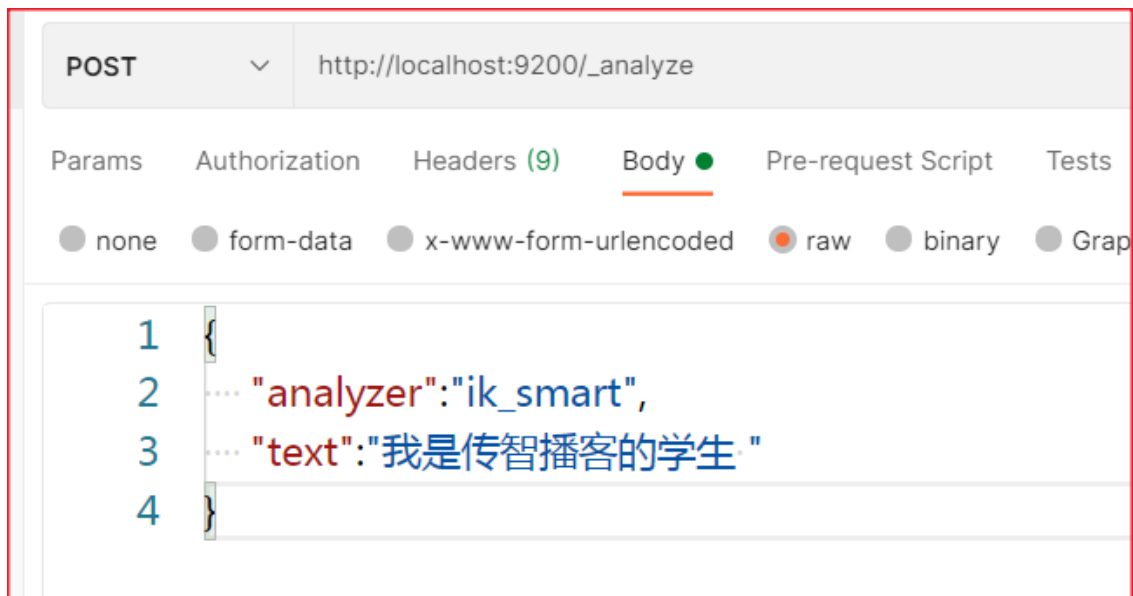 POST http://localhost:9200/_analyze
Params Authorization Headers (9) Body Pre-request Script Tests
none form-data x-www-form-urlencoded raw binary Grap
1 {
2 "analyzer":"ik_smart",
3 "text":"我是传智播客的学生 "
4 }